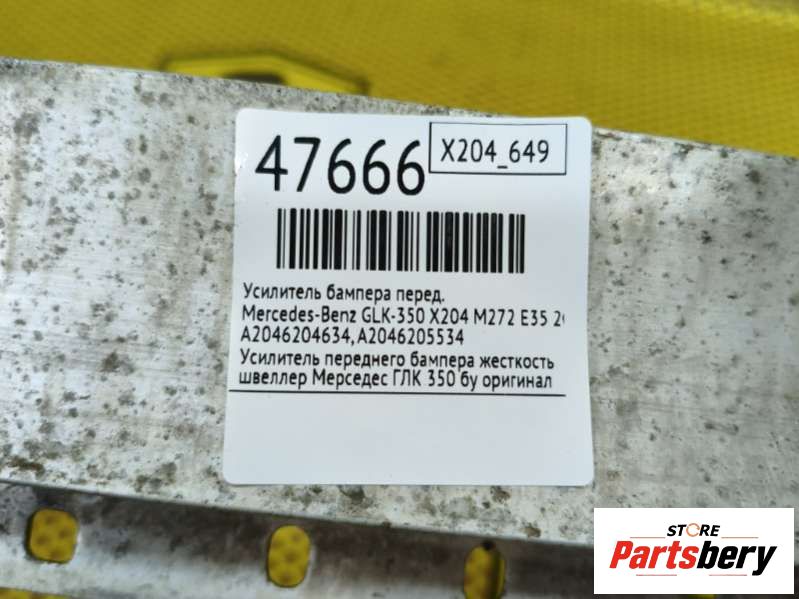 47666
X204_649
Усилитель бампера перед.
Mercedes-Benz GLK-350 X204 M272 E35
A2046204634, A2046205534
Усилитель переднего бампера жесткость
швеллер Мерседес ГЛК 350 бу оригинал
STORE
Partsbery